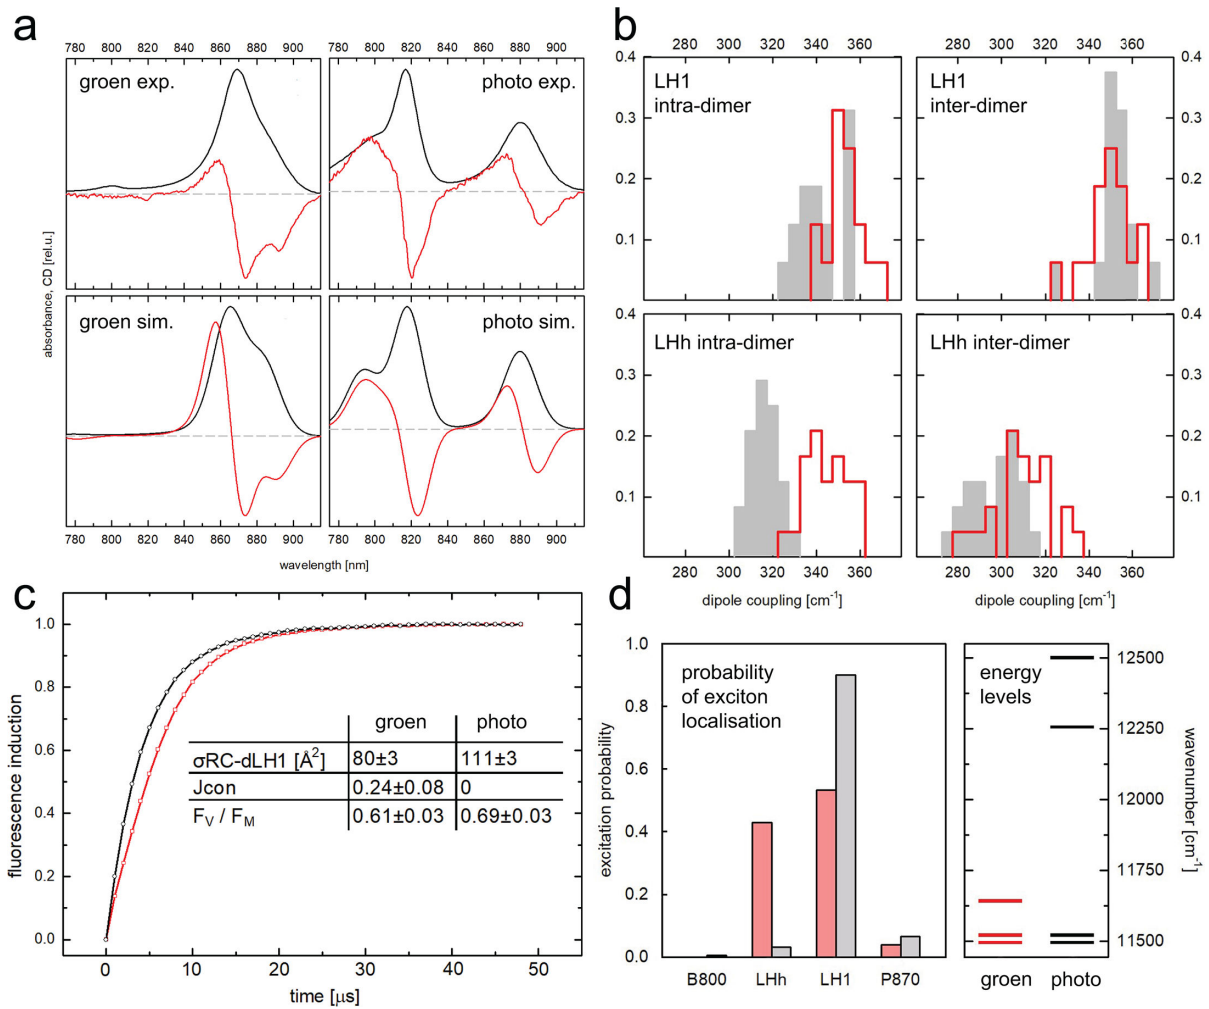 a
780 800 820 840 860 880 900
780 800 820 840 860 880 900
groen exp.
photo exp.
groen sim.
photo sim.
absorbance, CD [rel.u.]
780 800 820 840 860 880 900
780 800 820 840 860 880 900
wavelength [nm]
b
280 300 320 340 360
280 300 320 340 360
0.4
0.3
0.2
0.1
0.4
0.3
0.2
0.1
LH1
intra-dimer
LH1
inter-dimer
0.4
0.3
0.2
0.1
0
0.4
0.3
0.2
0.1
0
LHh intra-dimer
LHh inter-dimer
0.4
0.3
0.2
0.1
280 300 320 340 360
280 300 320 340 360
dipole coupling [cm-1]
dipole coupling [cm-1]
c
fluorescence induction
1.0
0.8
0.6
0.4
0.2
0.0
groen photo
σRC-dLH1 [Å2] 80±3 111±3
Jcon 0.24±0.08 0
FV / FM 0.61±0.03 0.69±0.03
0 10 20 30 40 50
time [μs]
d
excitation probability
1.0
0.8
0.6
0.4
0.2
0.0
probability
of exciton
localisation
B800 LHh LH1 P870
energy
levels
12500
12250
12000
11750
11500
wavenumber [cm-1]
groen photo